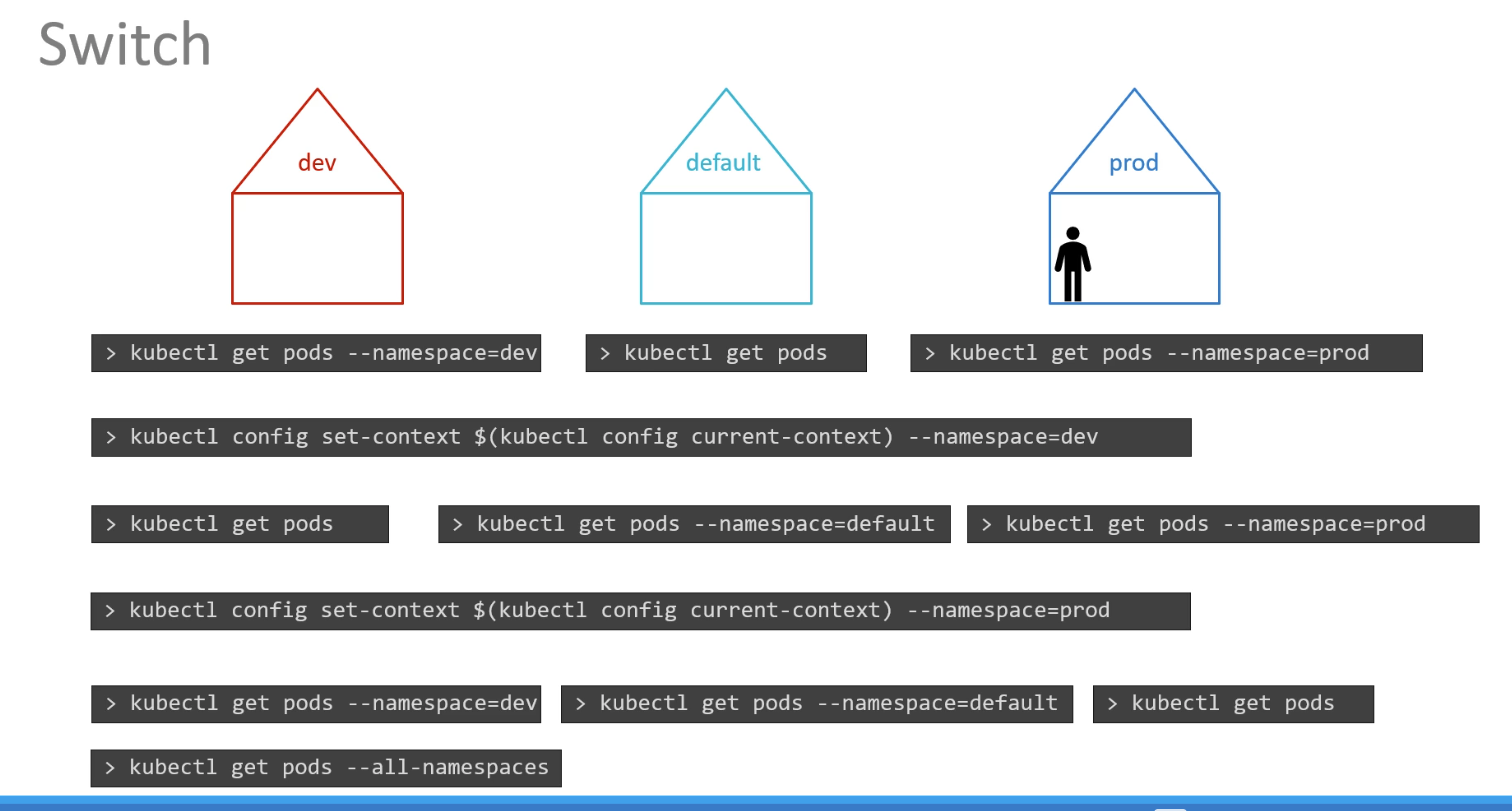 Switch
dev
default
prod
> kubectl get pods --namespace=dev
> kubectl get pods
> kubectl get pods --namespace=prod
> kubectl config set-context $(kubectl config current-context) --namespace=dev
> kubectl get pods
> kubectl get pods --namespace=default
> kubectl get pods --namespace=prod
> kubectl config set-context $(kubectl config current-context) --namespace=prod
> kubectl get pods --namespace=dev
> kubectl get pods --namespace=default
> kubectl get pods
> kubectl get pods --all-namespaces